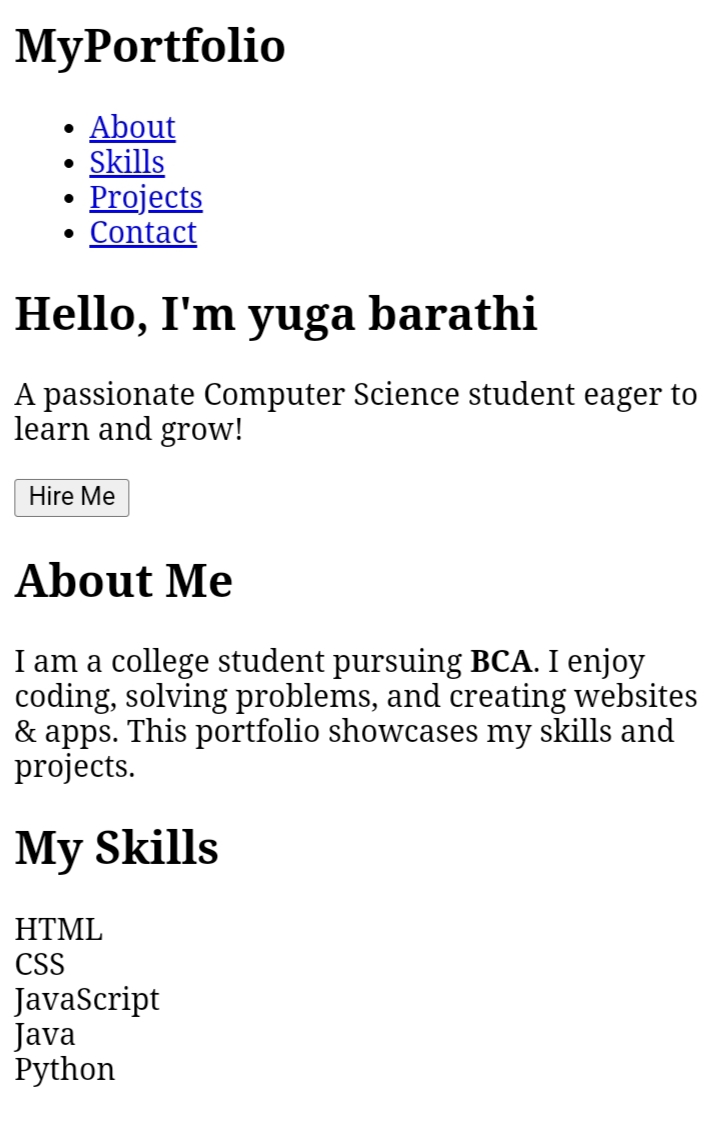 MyPortfolio
• About
• Skills
• Projects
• Contact
Hello, I'm yuga barathi
A passionate Computer Science student eager to
learn and grow!
Hire Me
About Me
I am a college student pursuing BCA. I enjoy
coding, solving problems, and creating websites
& apps. This portfolio showcases my skills and
projects.
My Skills
HTML
CSS
JavaScript
Java
Python